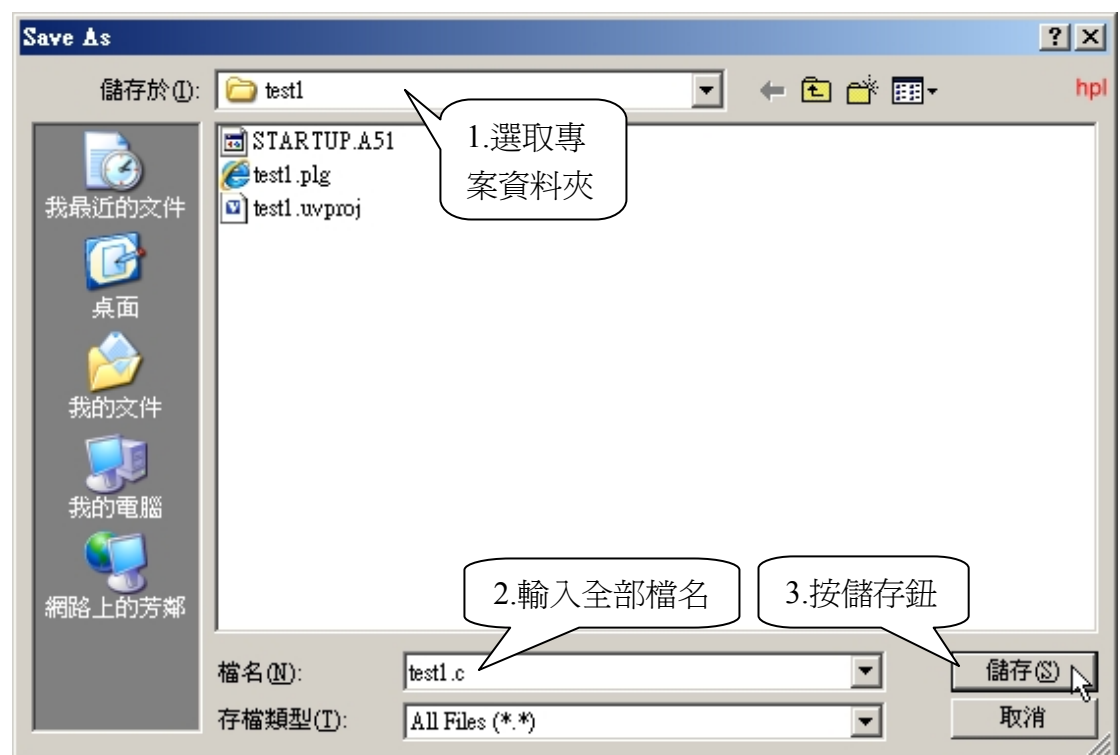 Save As
儲存於(I):
test1
hpl
STARTUP.A51
test1.plg
test1.uvproj
1.選取專
案資料夾
我最近的文件
桌面
我的文件
我的電腦
網路上的芳鄰
2.輸入全部檔名
3.按儲存鈕
檔名(N):
test1.c
儲存(S)
存檔類型(T):
All Files (*.*)
取消